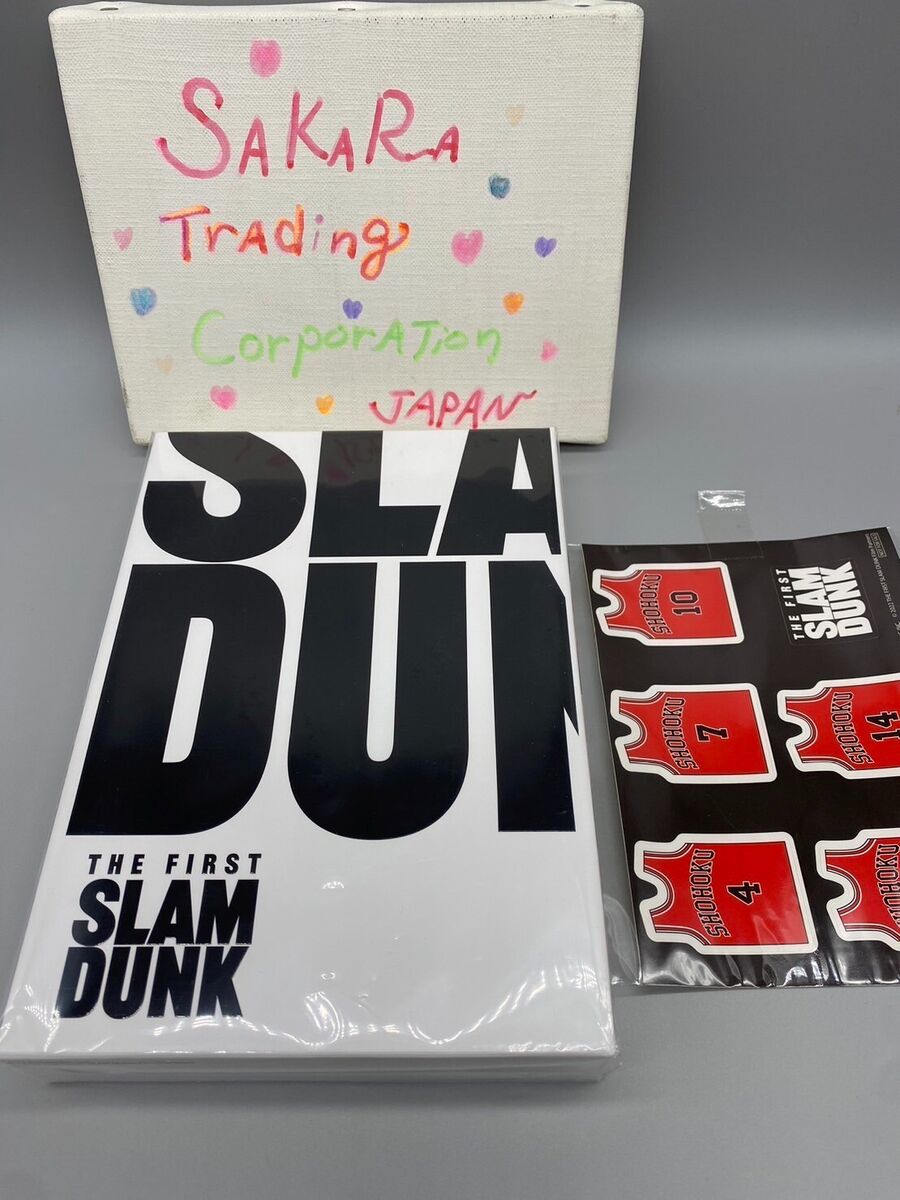 SAKARA
Trading
Corporation
JAPAN
SLA
DUN
THE FIRST
SLAM
DUNK
SHOHOKU
10
THE FIRST
SLAM
DUNK
SHOHOKU
7
SHOHOKU
14
SHOHOKU
4
SHOHOKU